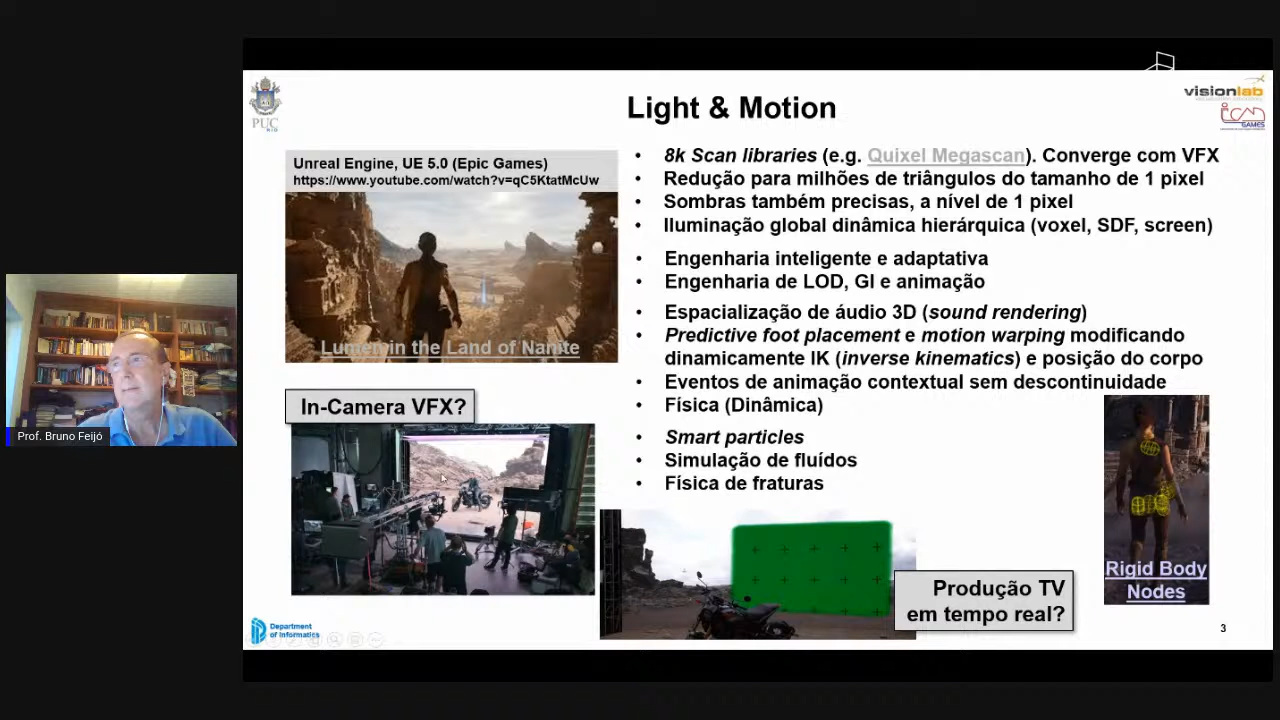 Light & Motion
PUC
visionlab
icad
GAMES
Unreal Engine, UE 5.0 (Epic Games)
https://www.youtube.com/watch?v=qC5KtatMcUw
Lumen in the Land of Nanite
• 8k Scan libraries (e.g. Quixel Megascan). Converge com VFX
• Redução para milhões de triângulos do tamanho de 1 pixel
• Sombras também precisas, a nível de 1 pixel
• Iluminação global dinâmica hierárquica (voxel, SDF, screen)
• Engenharia inteligente e adaptativa
• Engenharia de LOD, GI e animação
• Espacialização de áudio 3D (sound rendering)
• Predictive foot placement e motion warping modificando
dinamicamente IK (inverse kinematics) e posição do corpo
• Eventos de animação contextual sem descontinuidade
• Física (Dinâmica)
• Smart particles
• Simulação de fluídos
• Física de fraturas
In-Camera VFX?
Produção TV
em tempo real?
Rigid Body
Nodes
Department
of Informatics
3
Prof. Bruno Feijó